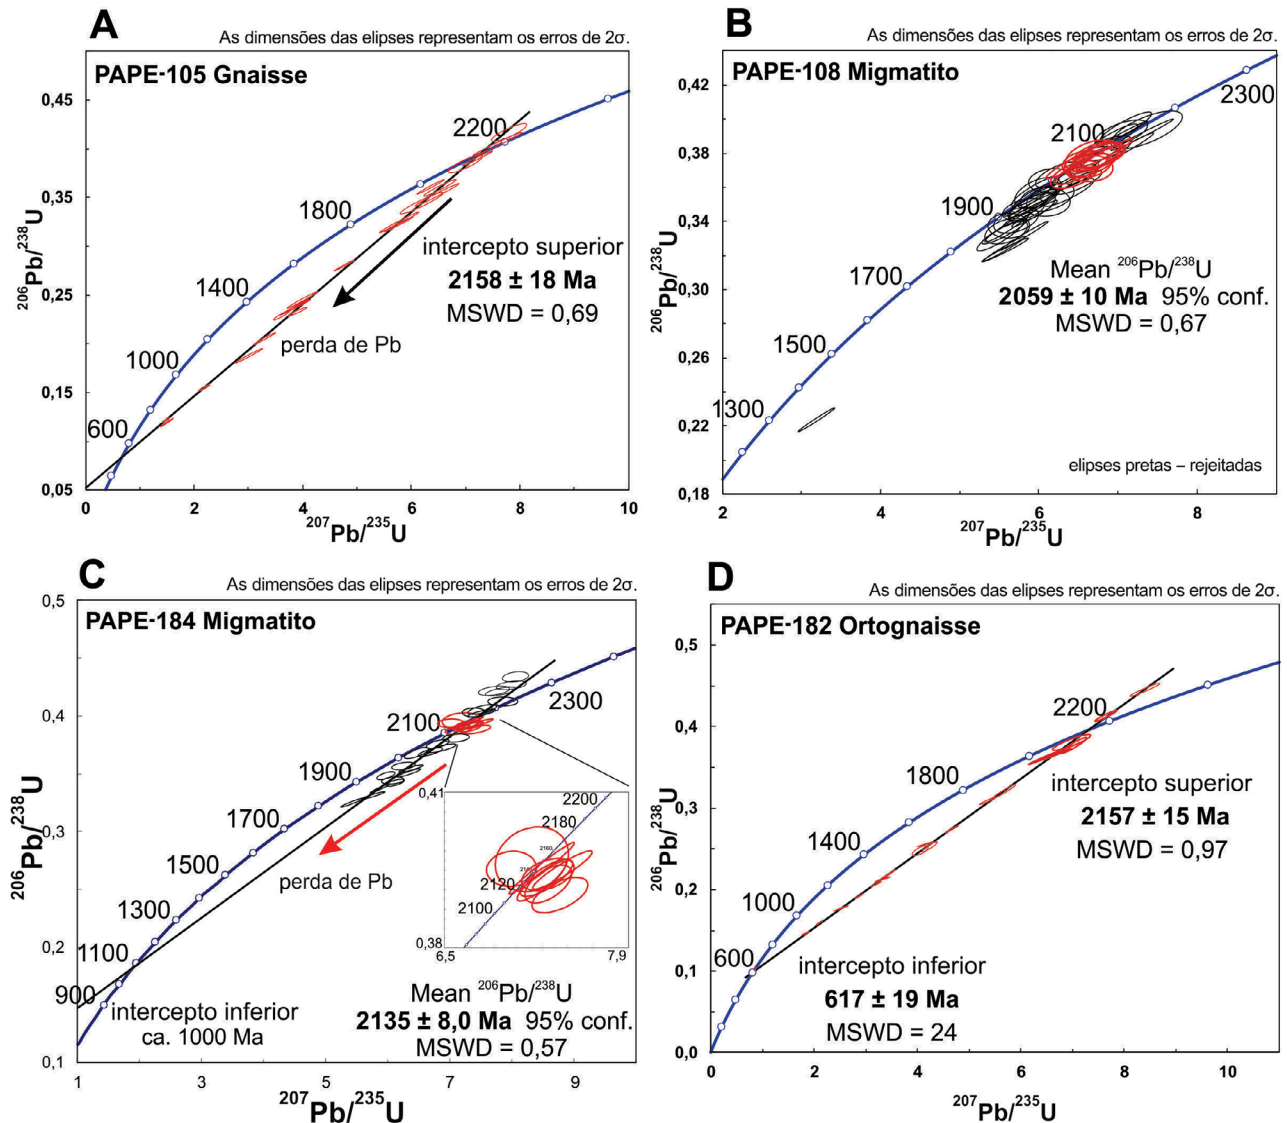 A
As dimensões das elipses representam os erros de 2σ.
PAPE-105 Gnaisse
0,45
0,35
0,25
0,15
0,05
206Pb/238U
2200
1800
1400
1000
600
intercepto superior
2158 ± 18 Ma
MSWD = 0,69
perda de Pb
0 2 4 6 8 10
207Pb/235U
B
As dimensões das elipses representam os erros de 2σ.
PAPE-108 Migmatito
0,42
0,38
0,34
0,30
0,26
0,22
0,18
206Pb/238U
2300
2100
1900
1700
1500
1300
Mean 206Pb/238U
2059 ± 10 Ma 95% conf.
MSWD = 0,67
elipses pretas – rejeitadas
2 4 6 8
207Pb/235U
C
As dimensões das elipses representam os erros de 2σ.
PAPE-184 Migmatito
0,5
0,4
0,3
0,2
0,1
206Pb/238U
2300
2100
1900
1700
1500
1300
1100
900
perda de Pb
0,41
0,38
6,5 7,9
2200
2180
2160
2120
2100
intercepto inferior
ca. 1000 Ma
Mean 206Pb/238U
2135 ± 8,0 Ma 95% conf.
MSWD = 0,57
1 3 5 7 9
207Pb/235U
D
As dimensões das elipses representam os erros de 2σ.
PAPE-182 Ortognaisse
0,5
0,4
0,3
0,2
0,1
0,0
206Pb/238U
2200
1800
1400
1000
600
intercepto superior
2157 ± 15 Ma
MSWD = 0,97
intercepto inferior
617 ± 19 Ma
MSWD = 24
0 2 4 6 8 10
207Pb/235U